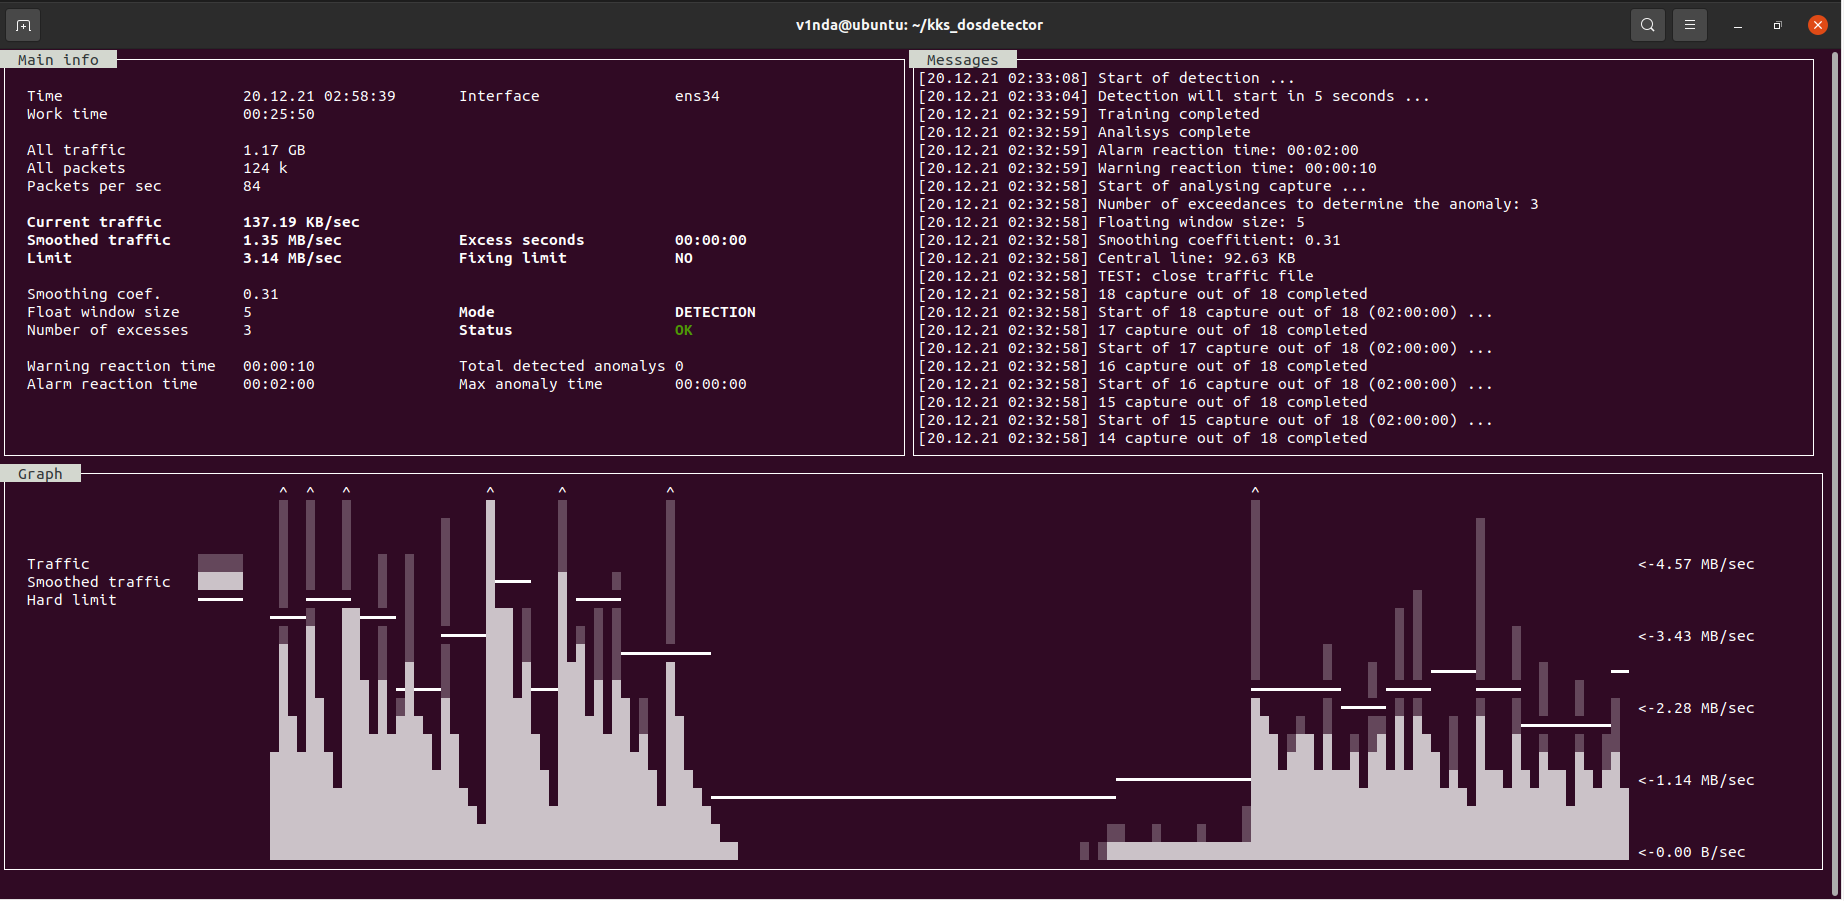 v1nda@ubuntu: ~/kks_dosdetector
Main info
Time 20.12.21 02:58:39 Interface ens34
Work time 00:25:50
All traffic 1.17 GB
All packets 124 k
Packets per sec 84
Current traffic 137.19 KB/sec
Smoothed traffic 1.35 MB/sec Excess seconds 00:00:00
Limit 3.14 MB/sec Fixing limit NO
Smoothing coef. 0.31
Float window size 5 Mode DETECTION
Number of excesses 3 Status OK
Warning reaction time 00:00:10 Total detected anomalys 0
Alarm reaction time 00:02:00 Max anomaly time 00:00:00
Messages
[20.12.21 02:33:08] Start of detection ...
[20.12.21 02:33:04] Detection will start in 5 seconds ...
[20.12.21 02:32:59] Training completed
[20.12.21 02:32:59] Analisys complete
[20.12.21 02:32:59] Alarm reaction time: 00:02:00
[20.12.21 02:32:59] Warning reaction time: 00:00:10
[20.12.21 02:32:58] Start of analysing capture ...
[20.12.21 02:32:58] Number of exceedances to determine the anomaly: 3
[20.12.21 02:32:58] Floating window size: 5
[20.12.21 02:32:58] Smoothing coeffitient: 0.31
[20.12.21 02:32:58] Central line: 92.63 KB
[20.12.21 02:32:58] TEST: close traffic file
[20.12.21 02:32:58] 18 capture out of 18 completed
[20.12.21 02:32:58] Start of 18 capture out of 18 (02:00:00) ...
[20.12.21 02:32:58] 17 capture out of 18 completed
[20.12.21 02:32:58] Start of 17 capture out of 18 (02:00:00) ...
[20.12.21 02:32:58] 16 capture out of 18 completed
[20.12.21 02:32:58] Start of 16 capture out of 18 (02:00:00) ...
[20.12.21 02:32:58] 15 capture out of 18 completed
[20.12.21 02:32:58] Start of 15 capture out of 18 (02:00:00) ...
[20.12.21 02:32:58] 14 capture out of 18 completed
Graph
^ ^ ^ ^ ^ ^ ^
Traffic
Smoothed traffic
Hard limit
<-4.57 MB/sec
<-3.43 MB/sec
<-2.28 MB/sec
<-1.14 MB/sec
<-0.00 B/sec